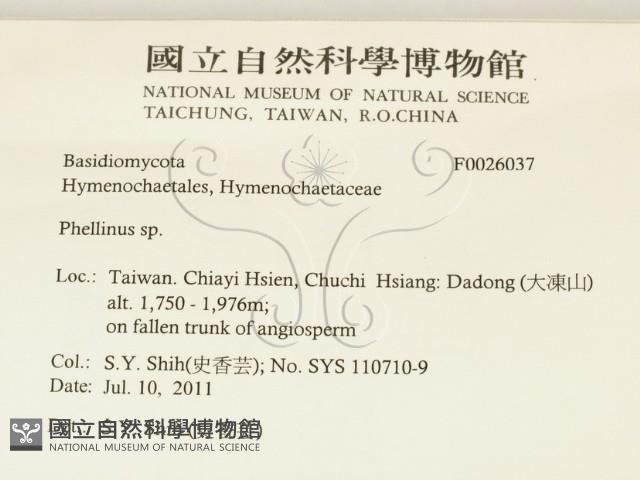 國立自然科學博物館
NATIONAL MUSEUM OF NATURAL SCIENCE
TAICHUNG, TAIWAN, R.O.CHINA
Basidiomycota F0026037
Hymenochaetales, Hymenochaetaceae
Phellinus sp.
Loc.: Taiwan. Chiayi Hsien, Chuchi Hsiang: Dadong (大凍山)
alt. 1,750 - 1,976m;
on fallen trunk of angiosperm
Col.: S.Y. Shih(史香芸); No. SYS 110710-9
Date: Jul. 10, 2011
國立自然科學博物館
NATIONAL MUSEUM OF NATURAL SCIENCE